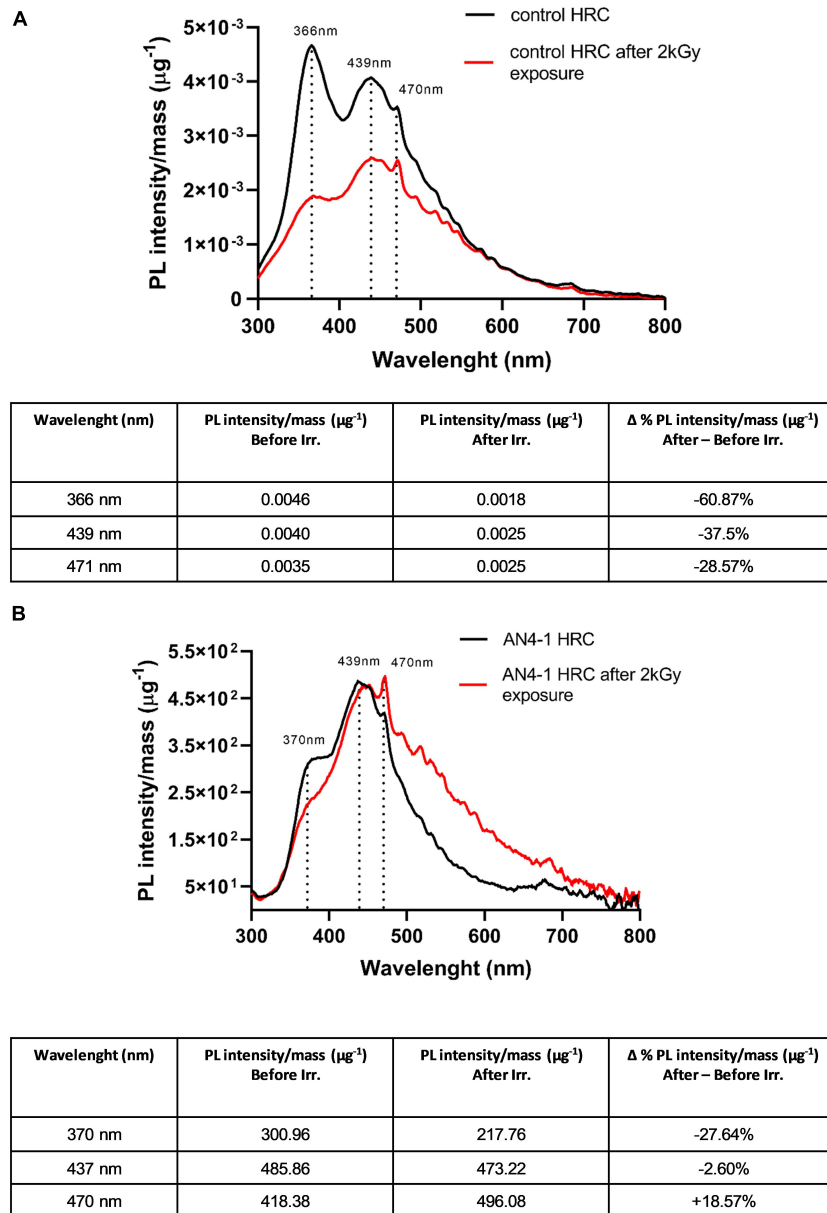 A
control HRC
control HRC after 2kGy
exposure
366nm
439nm
470nm
PL intensity/mass (µg⁻¹)
5×10⁻³
4×10⁻³
3×10⁻³
2×10⁻³
1×10⁻³
0
300 400 500 600 700 800
Wavelenght (nm)
Wavelenght (nm) PL intensity/mass (µg⁻¹) PL intensity/mass (µg⁻¹) Δ % PL intensity/mass (µg⁻¹)
Before Irr. After Irr. After – Before Irr.
366 nm 0.0046 0.0018 -60.87%
439 nm 0.0040 0.0025 -37.5%
471 nm 0.0035 0.0025 -28.57%
B
AN4-1 HRC
AN4-1 HRC after 2kGy
exposure
370nm
439nm
470nm
PL intensity/mass (µg⁻¹)
5.5×10²
4.5×10²
3.5×10²
2.5×10²
1.5×10²
5×10¹
300 400 500 600 700 800
Wavelenght (nm)
Wavelenght (nm) PL intensity/mass (µg⁻¹) PL intensity/mass (µg⁻¹) Δ % PL intensity/mass (µg⁻¹)
Before Irr. After Irr. After – Before Irr.
370 nm 300.96 217.76 -27.64%
437 nm 485.86 473.22 -2.60%
470 nm 418.38 496.08 +18.57%